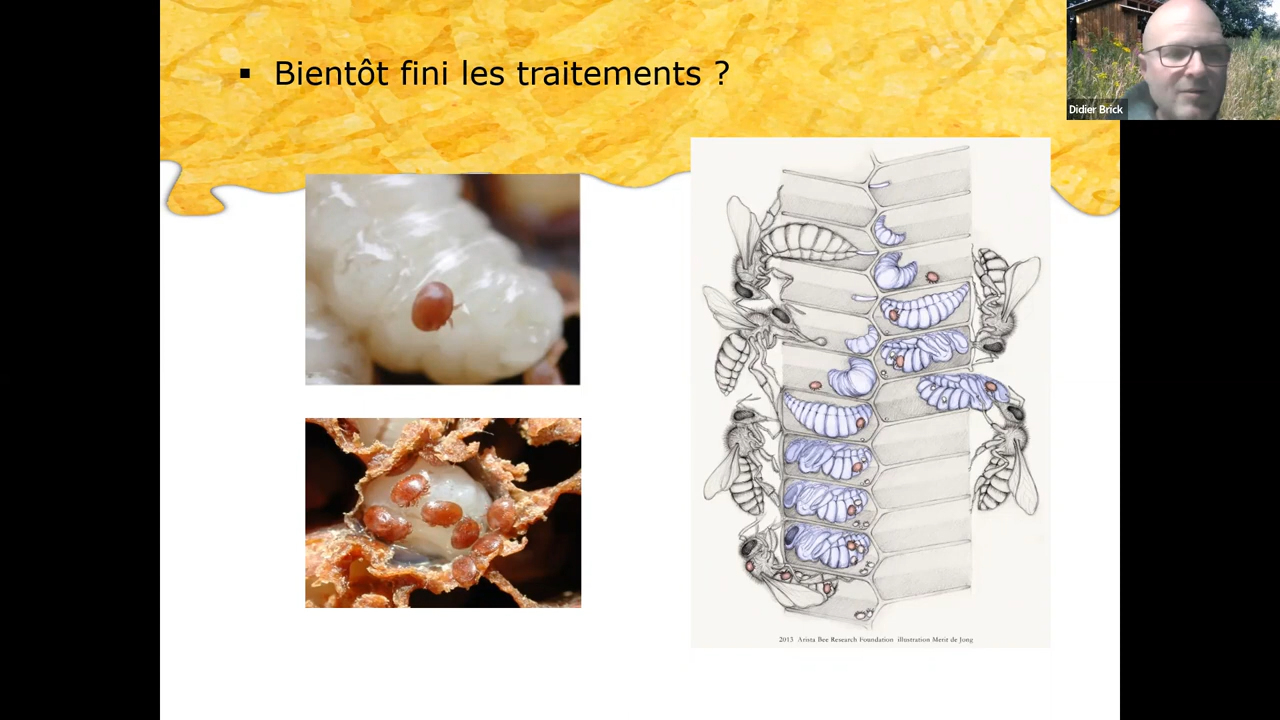 ▪ Bientôt fini les traitements ?
Didier Brick
2013 Arista Bee Research Foundation illustration Merit de Jong